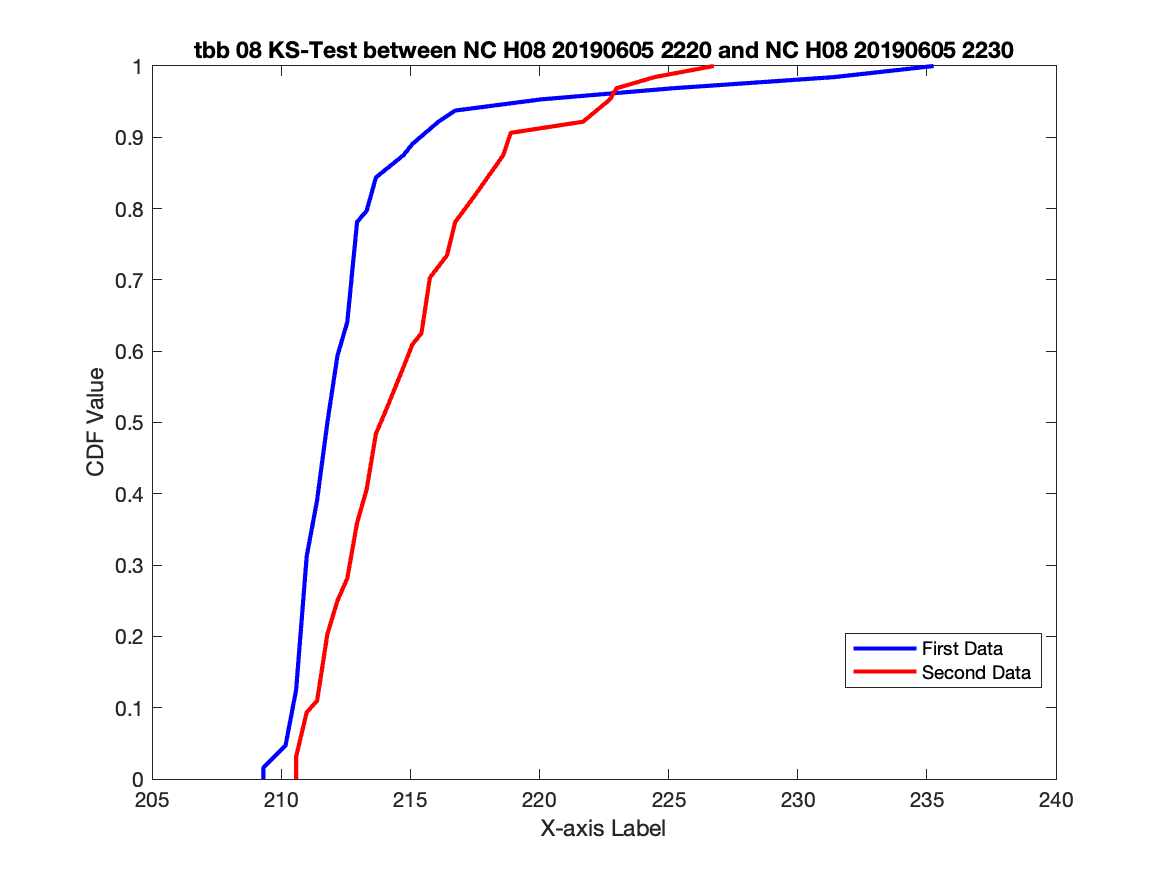 tbb 08 KS-Test between NC H08 20190605 2220 and NC H08 20190605 2230
1
0.9
0.8
0.7
0.6
0.5
0.4
0.3
0.2
0.1
0
CDF Value
First Data
Second Data
205 210 215 220 225 230 235 240
X-axis Label